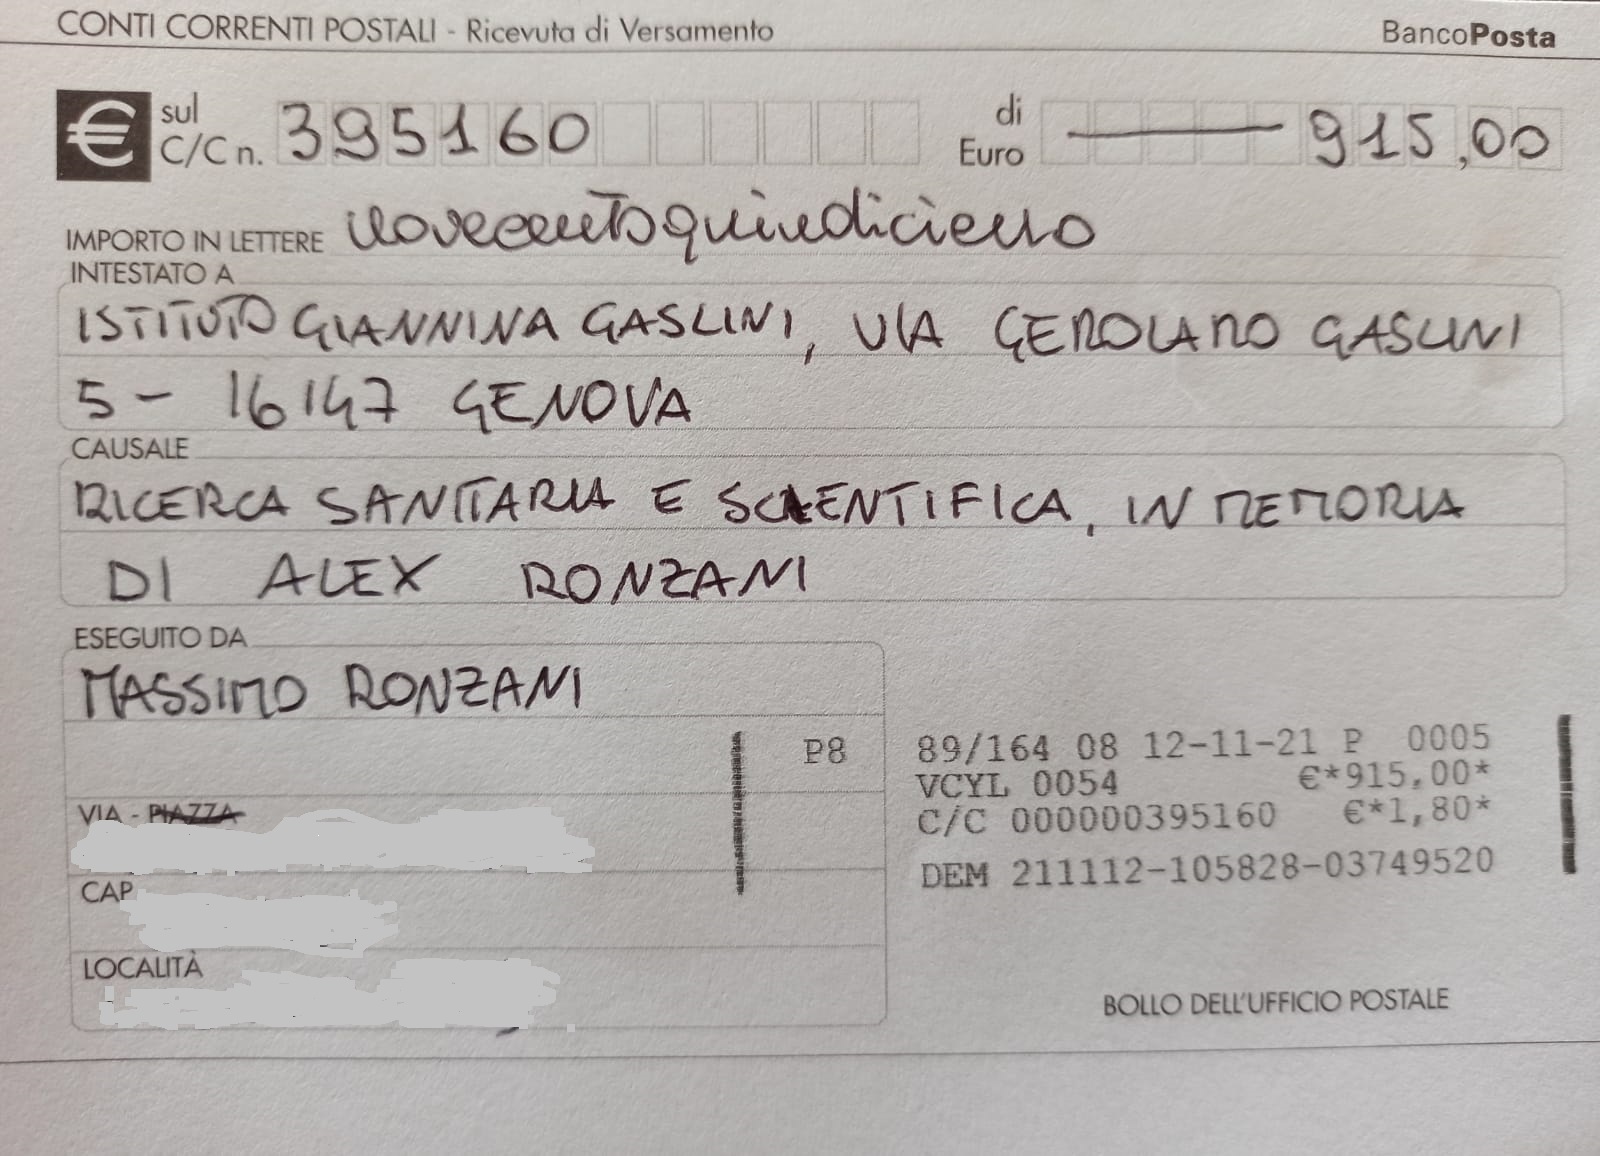 CONTI CORRENTI POSTALI - Ricevuta di Versamento BancoPosta
€ sul C/C n. 395160 di Euro 915,00
IMPORTO IN LETTERE novecentoquindicieuro
INTESTATO A
ISTITUTO GIANNINA GASLINI, VIA GEROLAMO GASLINI
5 - 16147 GENOVA
CAUSALE
RICERCA SANITARIA E SCIENTIFICA, IN MEMORIA
DI ALEX RONZANI
ESEGUITO DA
MASSIMO RONZANI
P8 89/164 08 12-11-21 P 0005
VCYL 0054 €*915,00*
VIA - PIAZZA
C/C 000000395160 €*1,80*
DEM 211112-105828-03749520
CAP
LOCALITÀ
BOLLO DELL'UFFICIO POSTALE